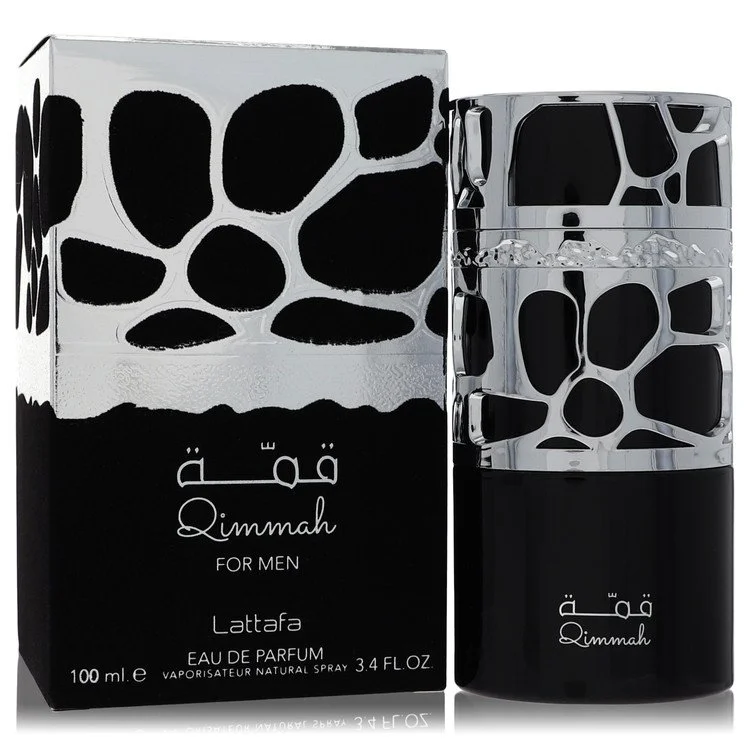 قمّة
Qimmah
FOR MEN
Lattafa
EAU DE PARFUM
100 ml. e VAPORISATEUR NATURAL SPRAY 3.4 FL.OZ.
قمّة
Qimmah